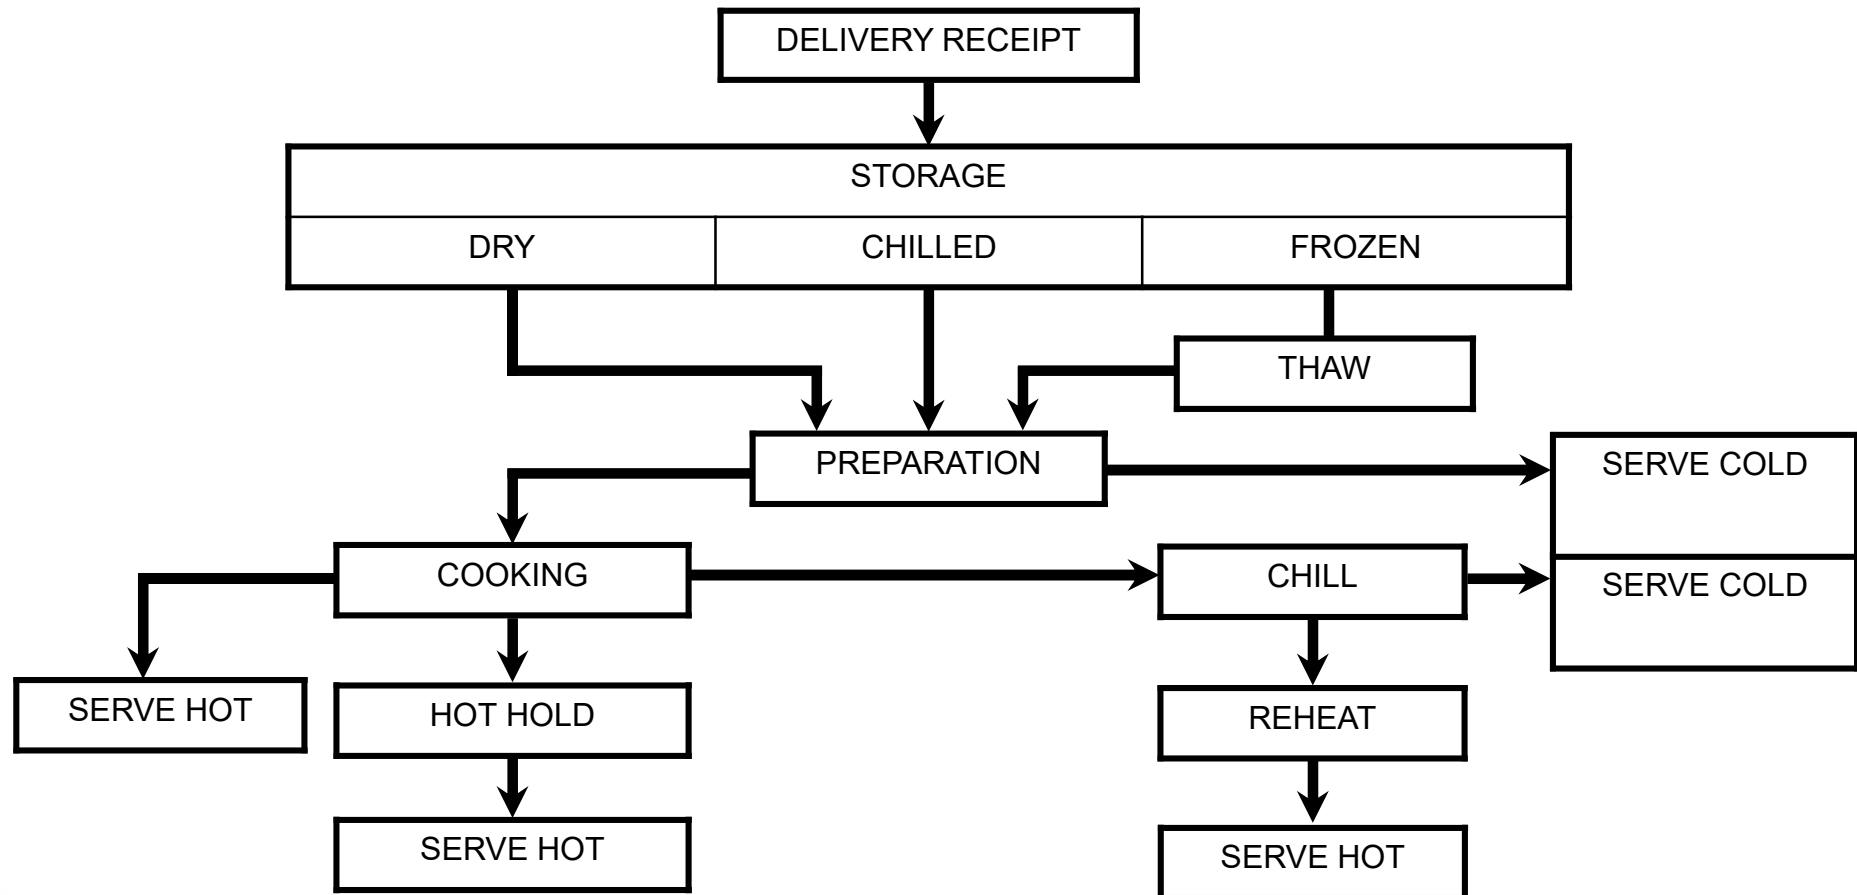 DELIVERY RECEIPT
STORAGE
DRY
CHILLED
FROZEN
THAW
PREPARATION
SERVE COLD
COOKING
CHILL
SERVE COLD
SERVE HOT
HOT HOLD
REHEAT
SERVE HOT
SERVE HOT